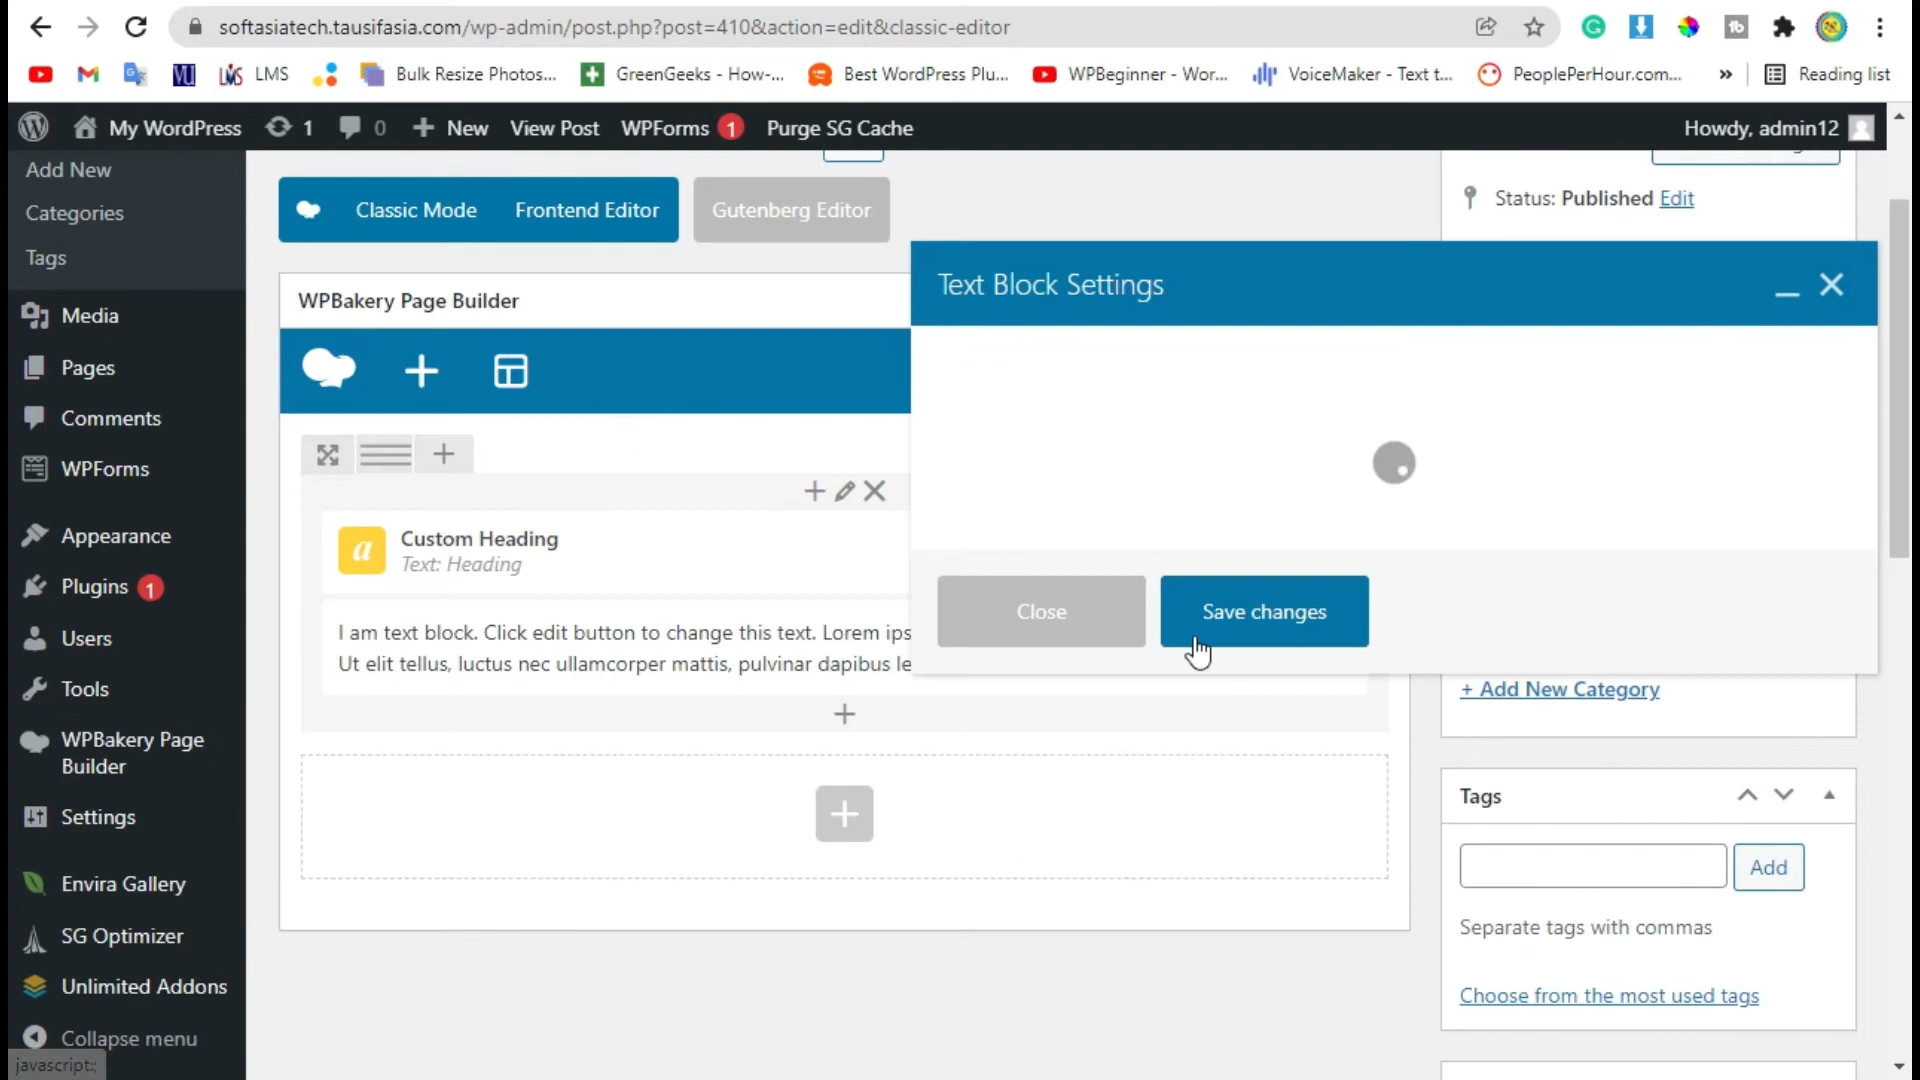 softasiatech.tausifasia.com/wp-admin/post.php?post=410&action=edit&classic-editor
LMS
Bulk Resize Photos...
GreenGeeks - How-...
Best WordPress Plu...
WPBeginner - Wor...
VoiceMaker - Text t...
PeoplePerHour.com...
»
Reading list
My WordPress
1
0
New
View Post
WPForms 1
Purge SG Cache
Howdy, admin12
Add New
Categories
Tags
Media
Pages
Comments
WPForms
Appearance
Plugins 1
Users
Tools
WPBakery Page
Builder
Settings
Envira Gallery
SG Optimizer
Unlimited Addons
Collapse menu
javascript:;
Classic Mode
Frontend Editor
Gutenberg Editor
WPBakery Page Builder
Custom Heading
Text: Heading
I am text block. Click edit button to change this text. Lorem ips
Ut elit tellus, luctus nec ullamcorper mattis, pulvinar dapibus le
Text Block Settings
Close
Save changes
Status: Published Edit
+ Add New Category
Tags
Add
Separate tags with commas
Choose from the most used tags